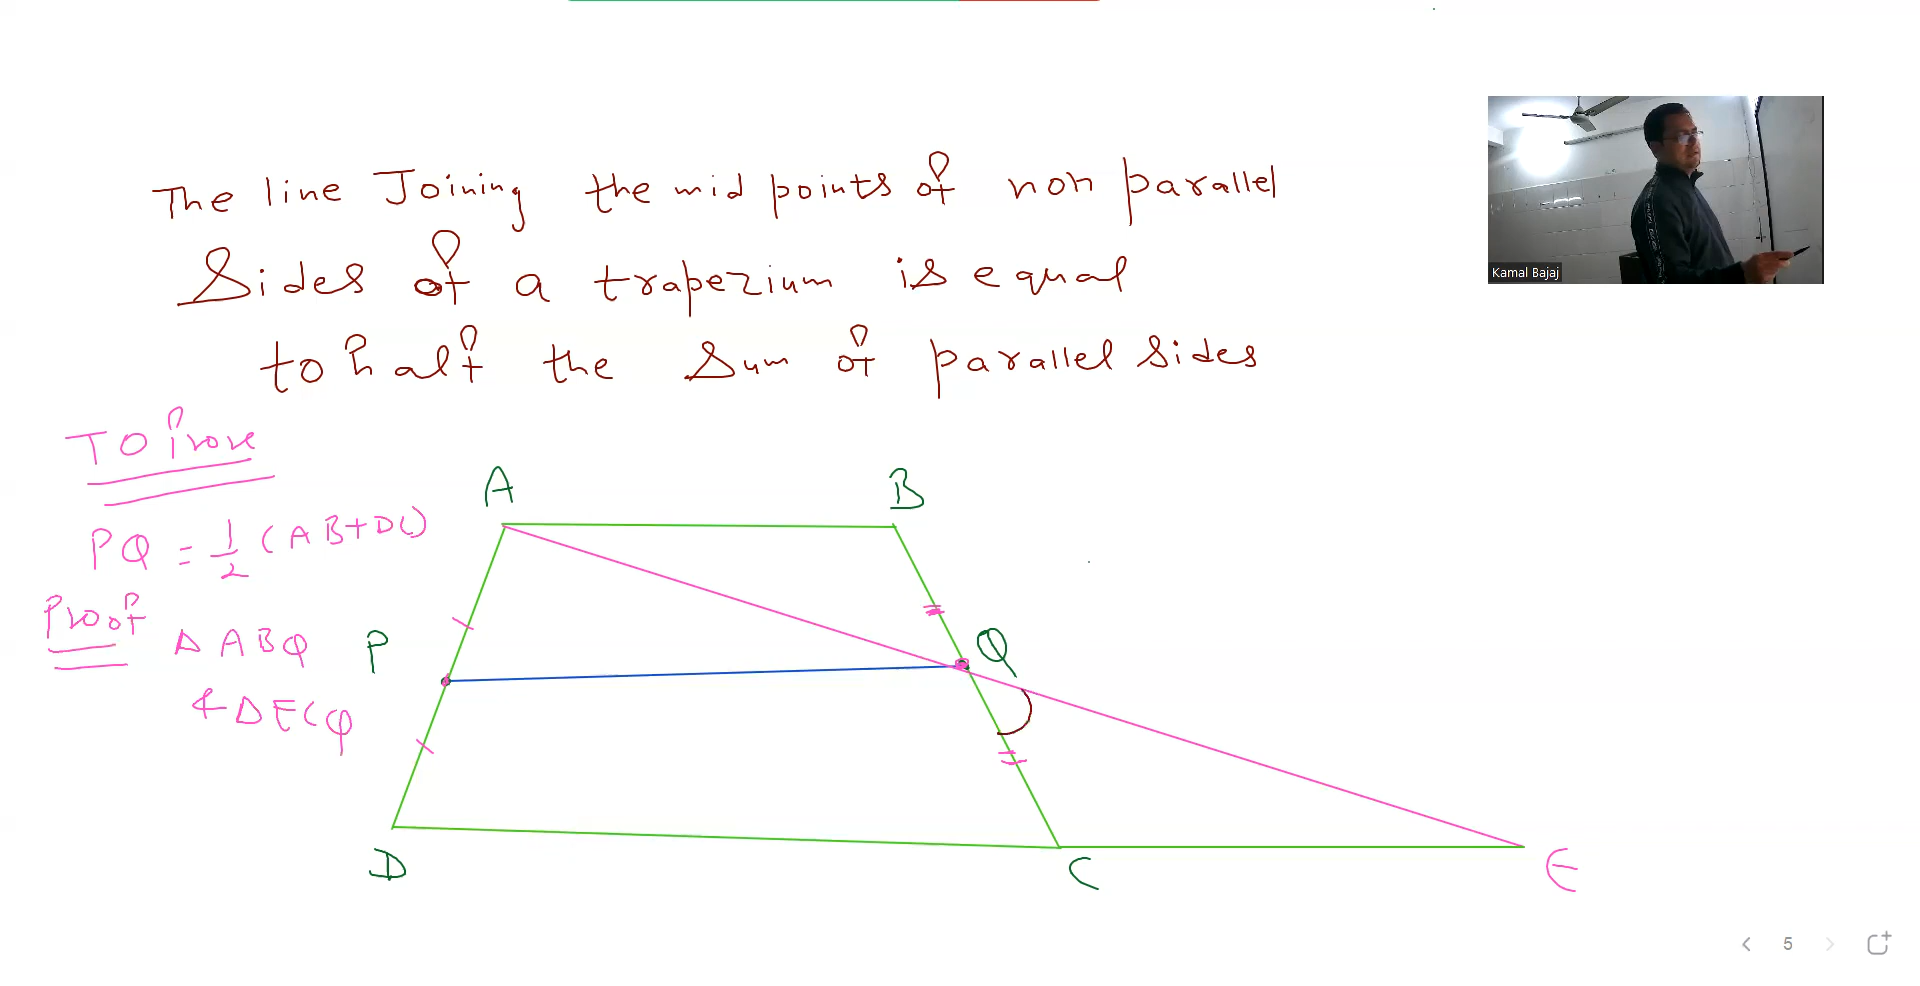 The line Joining the mid points of non parallel
Sides of a trapezium is equal
to half the Sum of parallel Sides
Kamal Bajaj
TO Prove
PQ = 1/2 (AB+DC)
Proof Δ ABQ
& Δ ECQ
A
B
P
Q
D
C
E
5